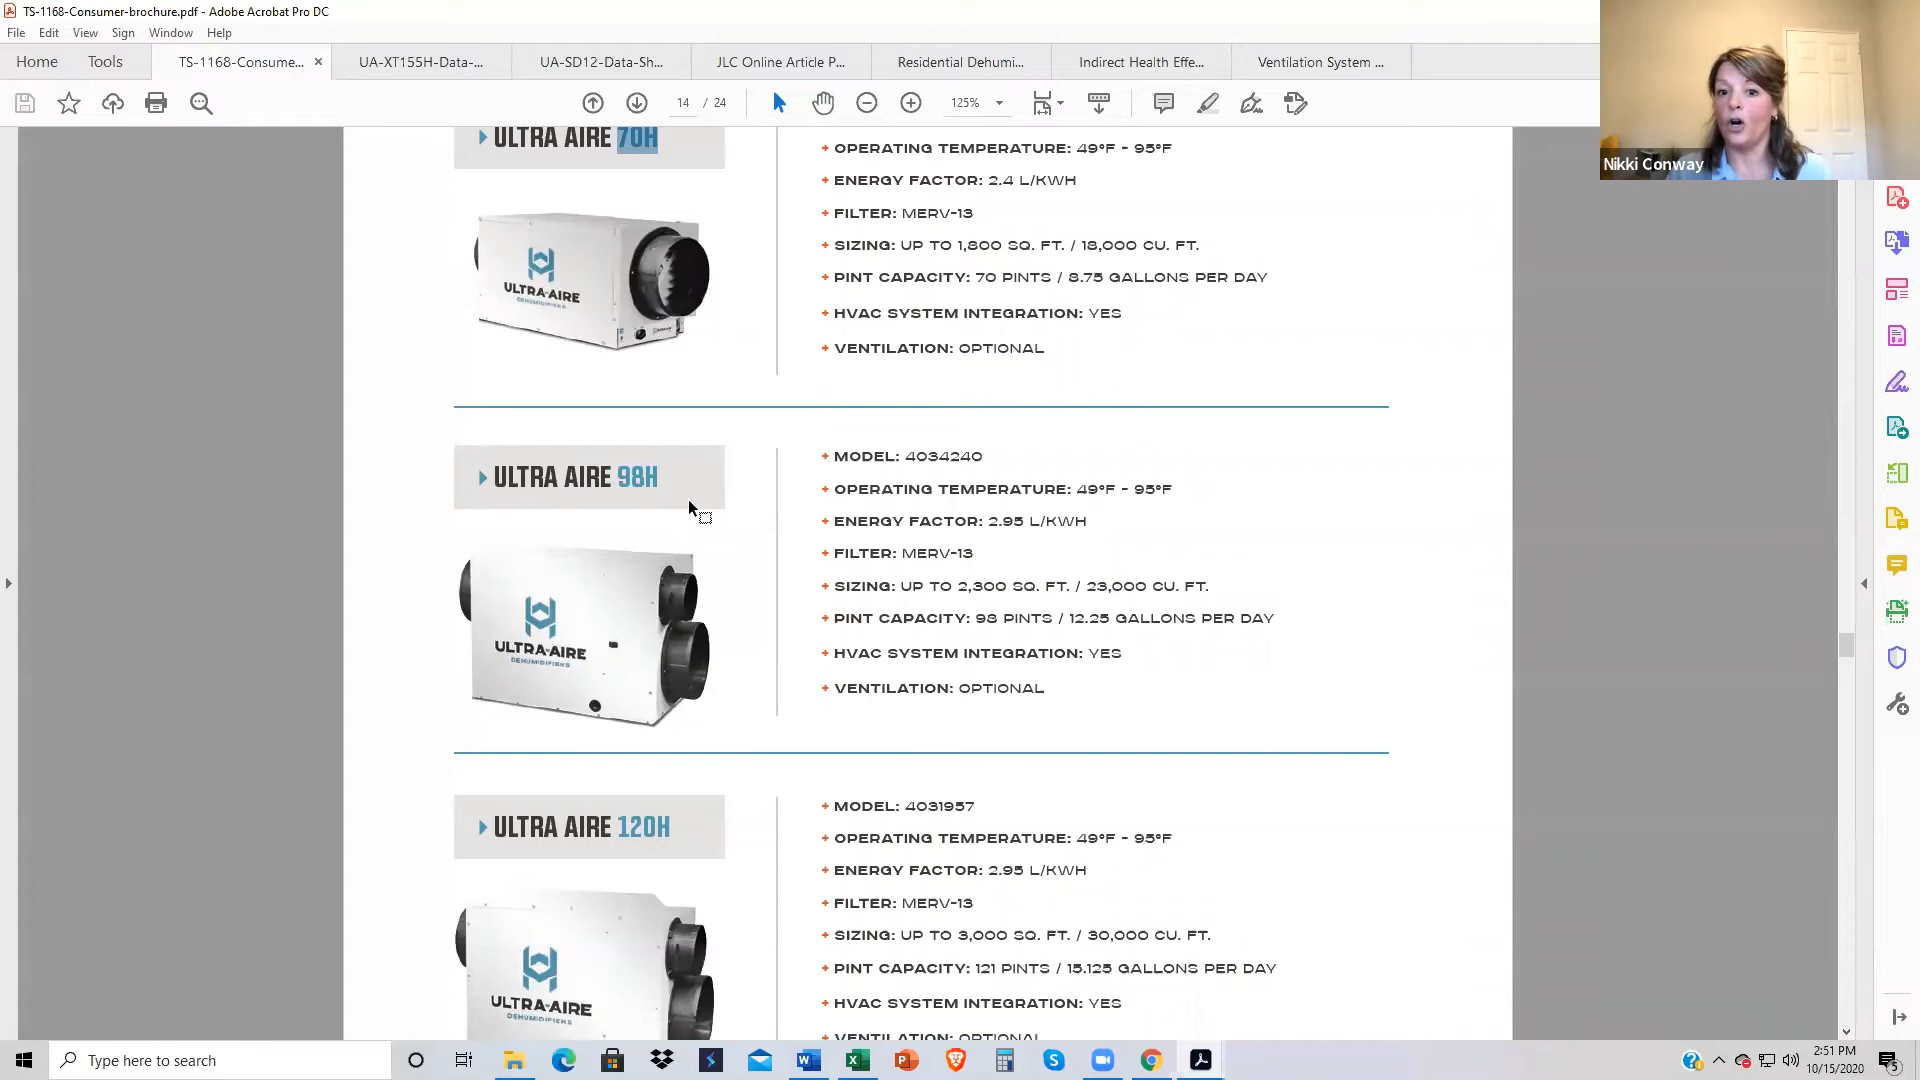 TS-1168-Consumer-brochure.pdf - Adobe Acrobat Pro DC
File Edit View Sign Window Help
Home Tools TS-1168-Consume... UA-XT155H-Data-... UA-SD12-Data-Sh... JLC Online Article P... Residential Dehumi... Indirect Health Effe... Ventilation System ...
14 / 24 125%
Nikki Conway
ULTRA AIRE 70H
+ OPERATING TEMPERATURE: 49°F - 95°F
+ ENERGY FACTOR: 2.4 L/KWH
+ FILTER: MERV-13
+ SIZING: UP TO 1,800 SQ. FT. / 18,000 CU. FT.
+ PINT CAPACITY: 70 PINTS / 8.75 GALLONS PER DAY
+ HVAC SYSTEM INTEGRATION: YES
+ VENTILATION: OPTIONAL
ULTRA-AIRE
DEHUMIDIFIERS
ULTRA AIRE 98H
+ MODEL: 4034240
+ OPERATING TEMPERATURE: 49°F - 95°F
+ ENERGY FACTOR: 2.95 L/KWH
+ FILTER: MERV-13
+ SIZING: UP TO 2,300 SQ. FT. / 23,000 CU. FT.
+ PINT CAPACITY: 98 PINTS / 12.25 GALLONS PER DAY
+ HVAC SYSTEM INTEGRATION: YES
+ VENTILATION: OPTIONAL
ULTRA-AIRE
DEHUMIDIFIERS
ULTRA AIRE 120H
+ MODEL: 4031957
+ OPERATING TEMPERATURE: 49°F - 95°F
+ ENERGY FACTOR: 2.95 L/KWH
+ FILTER: MERV-13
+ SIZING: UP TO 3,000 SQ. FT. / 30,000 CU. FT.
+ PINT CAPACITY: 121 PINTS / 15.125 GALLONS PER DAY
+ HVAC SYSTEM INTEGRATION: YES
+ VENTILATION: OPTIONAL
ULTRA-AIRE
DEHUMIDIFIERS
Type here to search
2:51 PM
10/15/2020
5